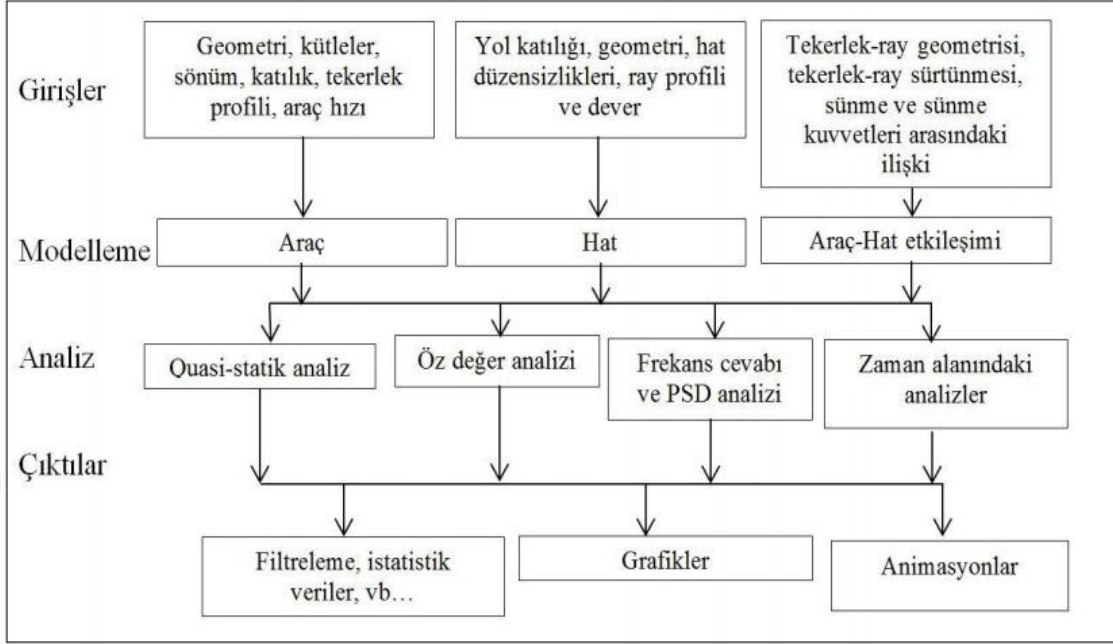 Girişler
Geometri, kütleler,
sönüm, katılık, tekerlek
profili, araç hızı
Yol katılığı, geometri, hat
düzensizlikleri, ray profili
ve dever
Tekerlek-ray geometrisi,
tekerlek-ray sürtünmesi,
sünme ve sünme
kuvvetleri arasındaki
ilişki
Modelleme
Araç
Hat
Araç-Hat etkileşimi
Analiz
Quasi-statik analiz
Öz değer analizi
Frekans cevabı
ve PSD analizi
Zaman alanındaki
analizler
Çıktılar
Filtreleme, istatistik
veriler, vb…
Grafikler
Animasyonlar